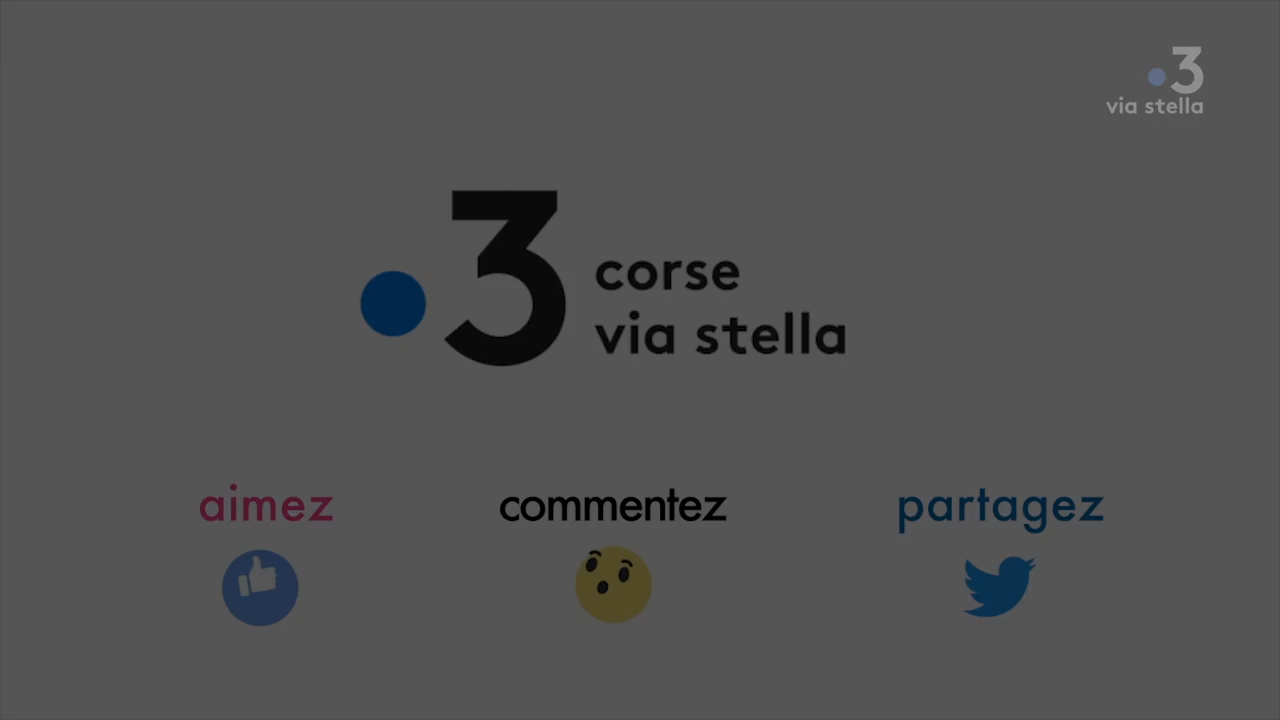 3
via stella
3
corse
via stella
aimez
commentez
partagez